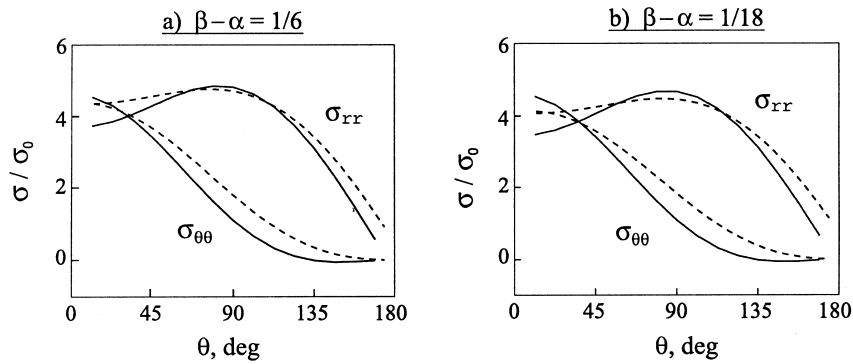 a) β−α = 1/6
6
4
2
0
σ / σ₀
σrr
σθθ
0 45 90 135 180
θ, deg
b) β−α = 1/18
6
4
2
0
σ / σ₀
σrr
σθθ
0 45 90 135 180
θ, deg